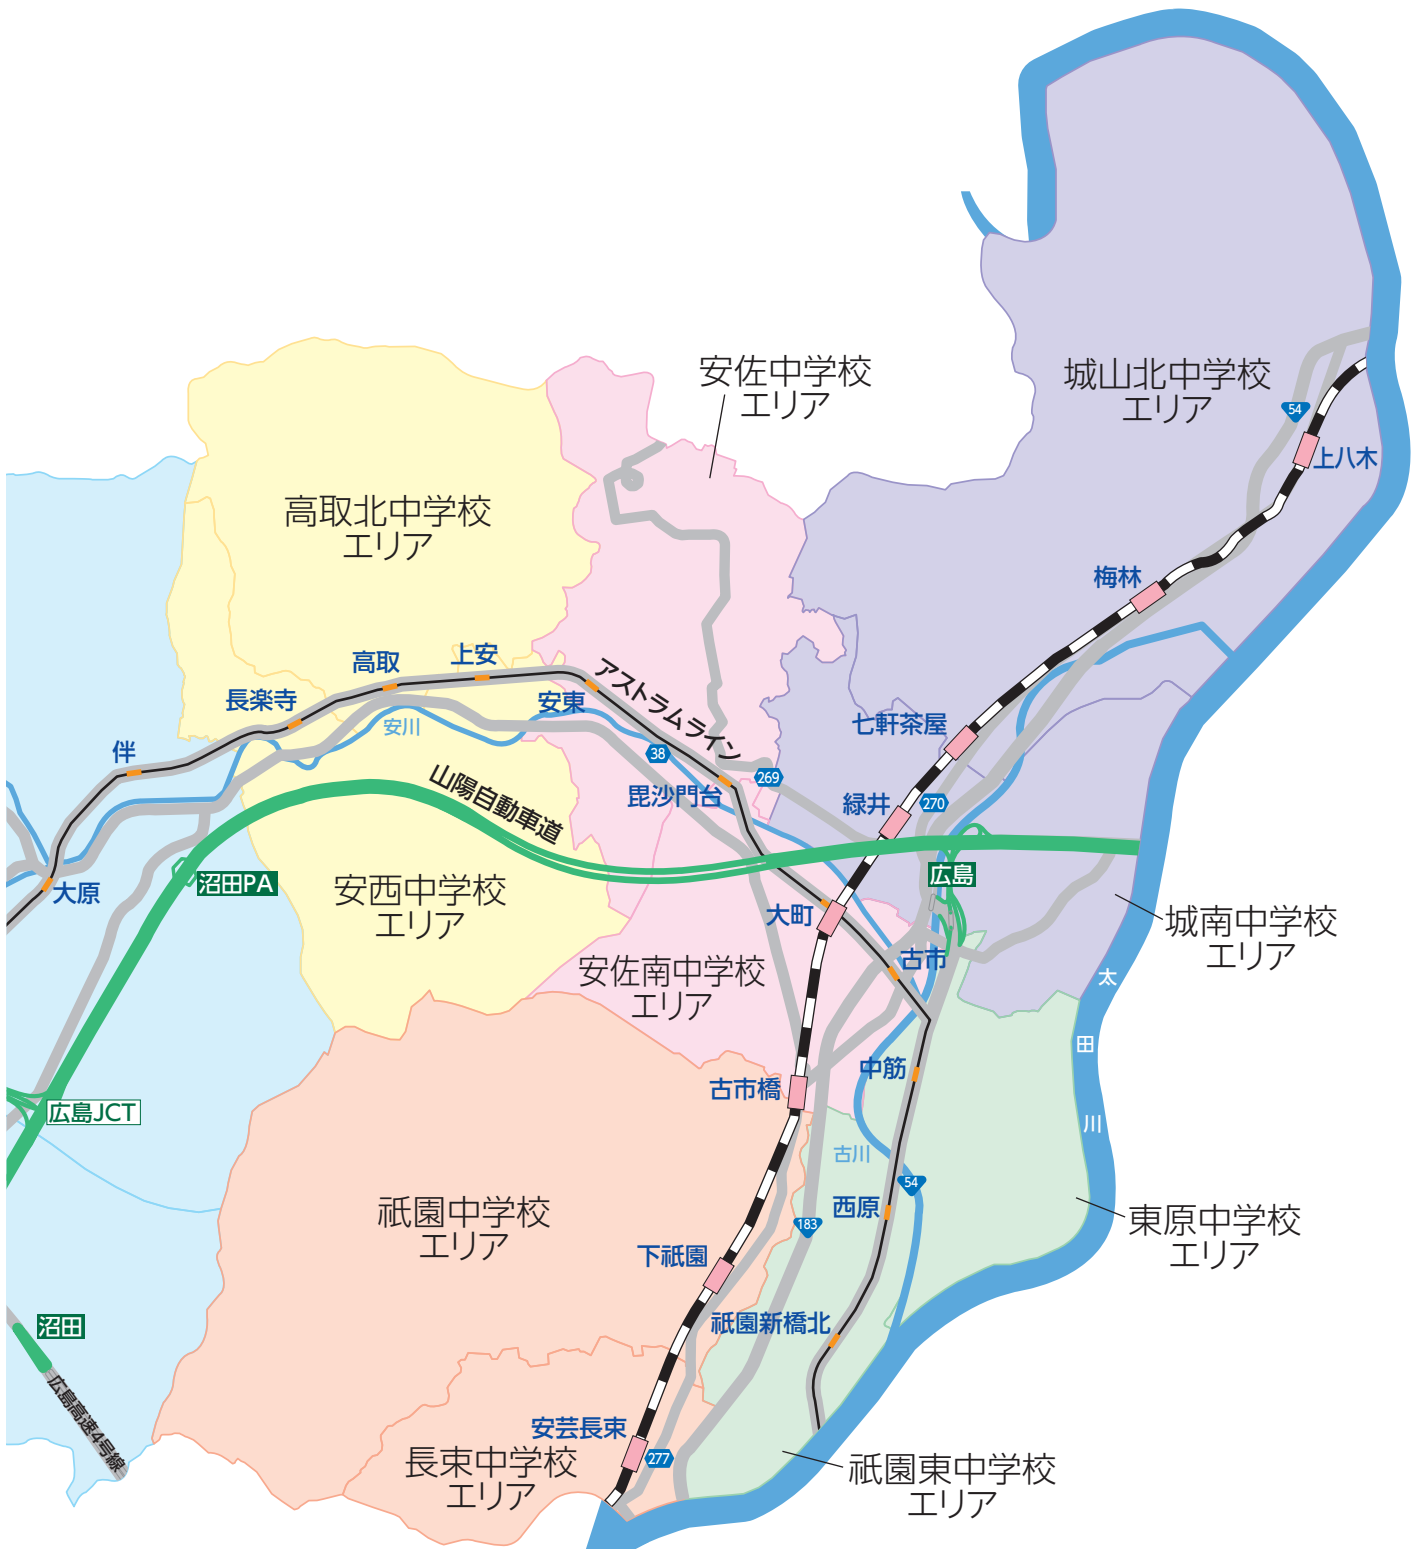 安佐中学校
エリア
城山北中学校
エリア
54
上八木
高取北中学校
エリア
梅林
上安
高取
長楽寺
安東
アストラムライン
安川
七軒茶屋
伴
38
269
毘沙門台
緑井
270
山陽自動車道
沼田PA
大原
安西中学校
エリア
広島
大町
城南中学校
エリア
古市
安佐南中学校
エリア
太
田
川
中筋
古市橋
広島JCT
古川
54
西原
祇園中学校
エリア
183
東原中学校
エリア
下祇園
沼田
祇園新橋北
広島高速4号線
安芸長束
277
長束中学校
エリア
祇園東中学校
エリア